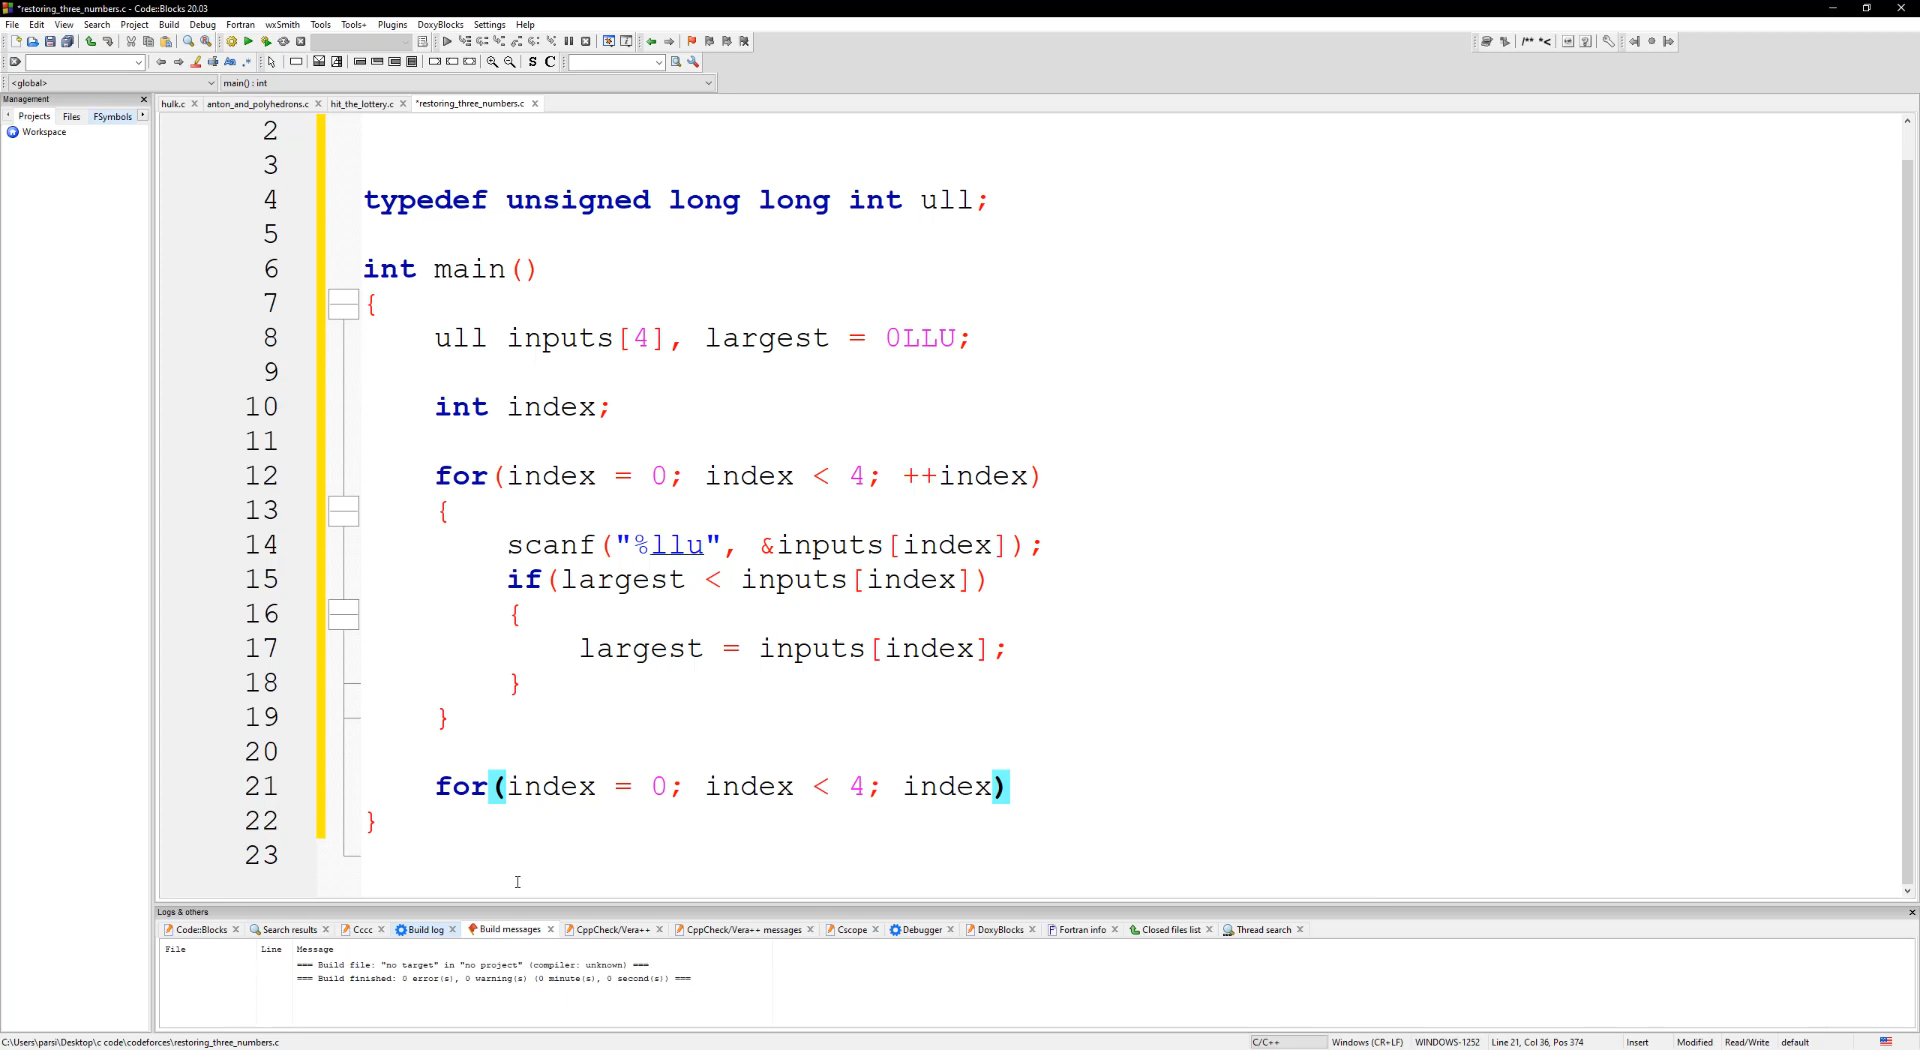 *restoring_three_numbers.c - Code::Blocks 20.03
File Edit View Search Project Build Debug Fortran wxSmith Tools Tools+ Plugins DoxyBlocks Settings Help
<global> main() : int
Management
hulk.c anton_and_polyhedrons.c hit_the_lottery.c *restoring_three_numbers.c
Projects Files FSymbols
Workspace
2
3
4 typedef unsigned long long int ull;
5
6 int main()
7 {
8 ull inputs[4], largest = 0LLU;
9
10 int index;
11
12 for(index = 0; index < 4; ++index)
13 {
14 scanf("%llu", &inputs[index]);
15 if(largest < inputs[index])
16 {
17 largest = inputs[index];
18 }
19 }
20
21 for(index = 0; index < 4; index)
22 }
23
Logs & others
Code::Blocks Search results Cccc Build log Build messages CppCheck/Vera++ CppCheck/Vera++ messages Cscope Debugger DoxyBlocks Fortran info Closed files list Thread search
File Line Message
=== Build file: "no target" in "no project" (compiler: unknown) ===
=== Build finished: 0 error(s), 0 warning(s) (0 minute(s), 0 second(s)) ===
C:\Users\parsi\Desktop\c code\codeforces\restoring_three_numbers.c C/C++ Windows (CR+LF) WINDOWS-1252 Line 21, Col 36, Pos 374 Insert Modified Read/Write default